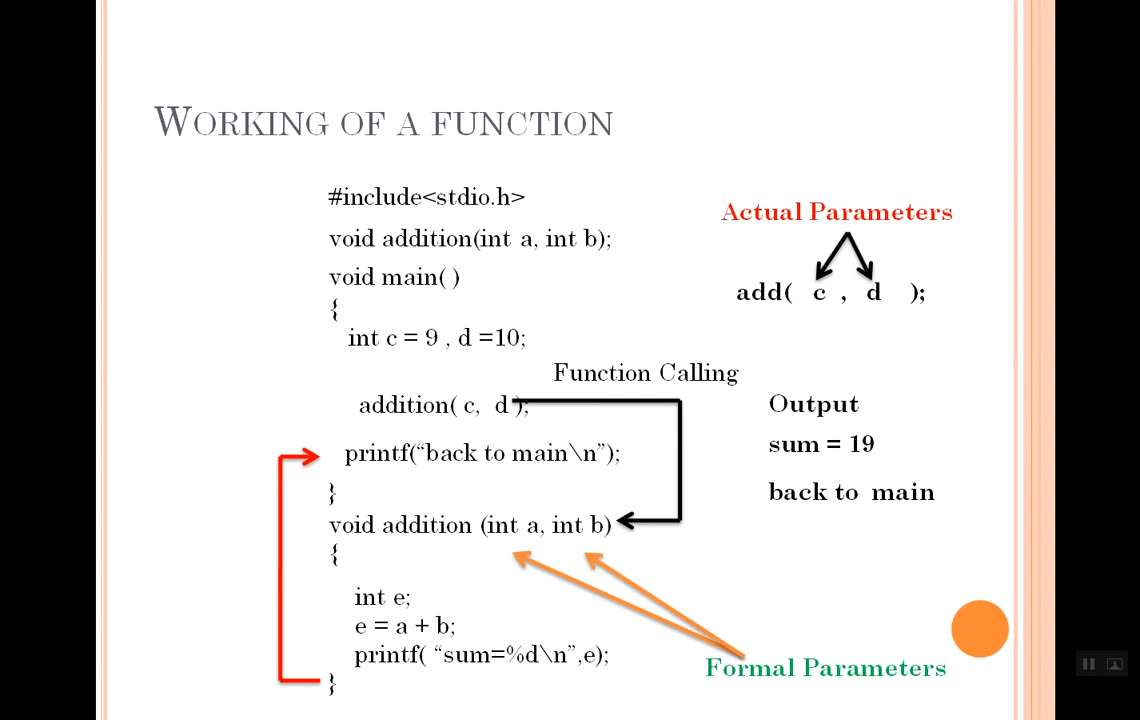 WORKING OF A FUNCTION
#include<stdio.h>
void addition(int a, int b);
void main( )
{
int c = 9 , d =10;
addition( c, d );
printf(“back to main\n”);
}
void addition (int a, int b)
{
int e;
e = a + b;
printf( “sum=%d\n”,e);
}
Function Calling
Actual Parameters
add( c , d );
Output
sum = 19
back to main
Formal Parameters